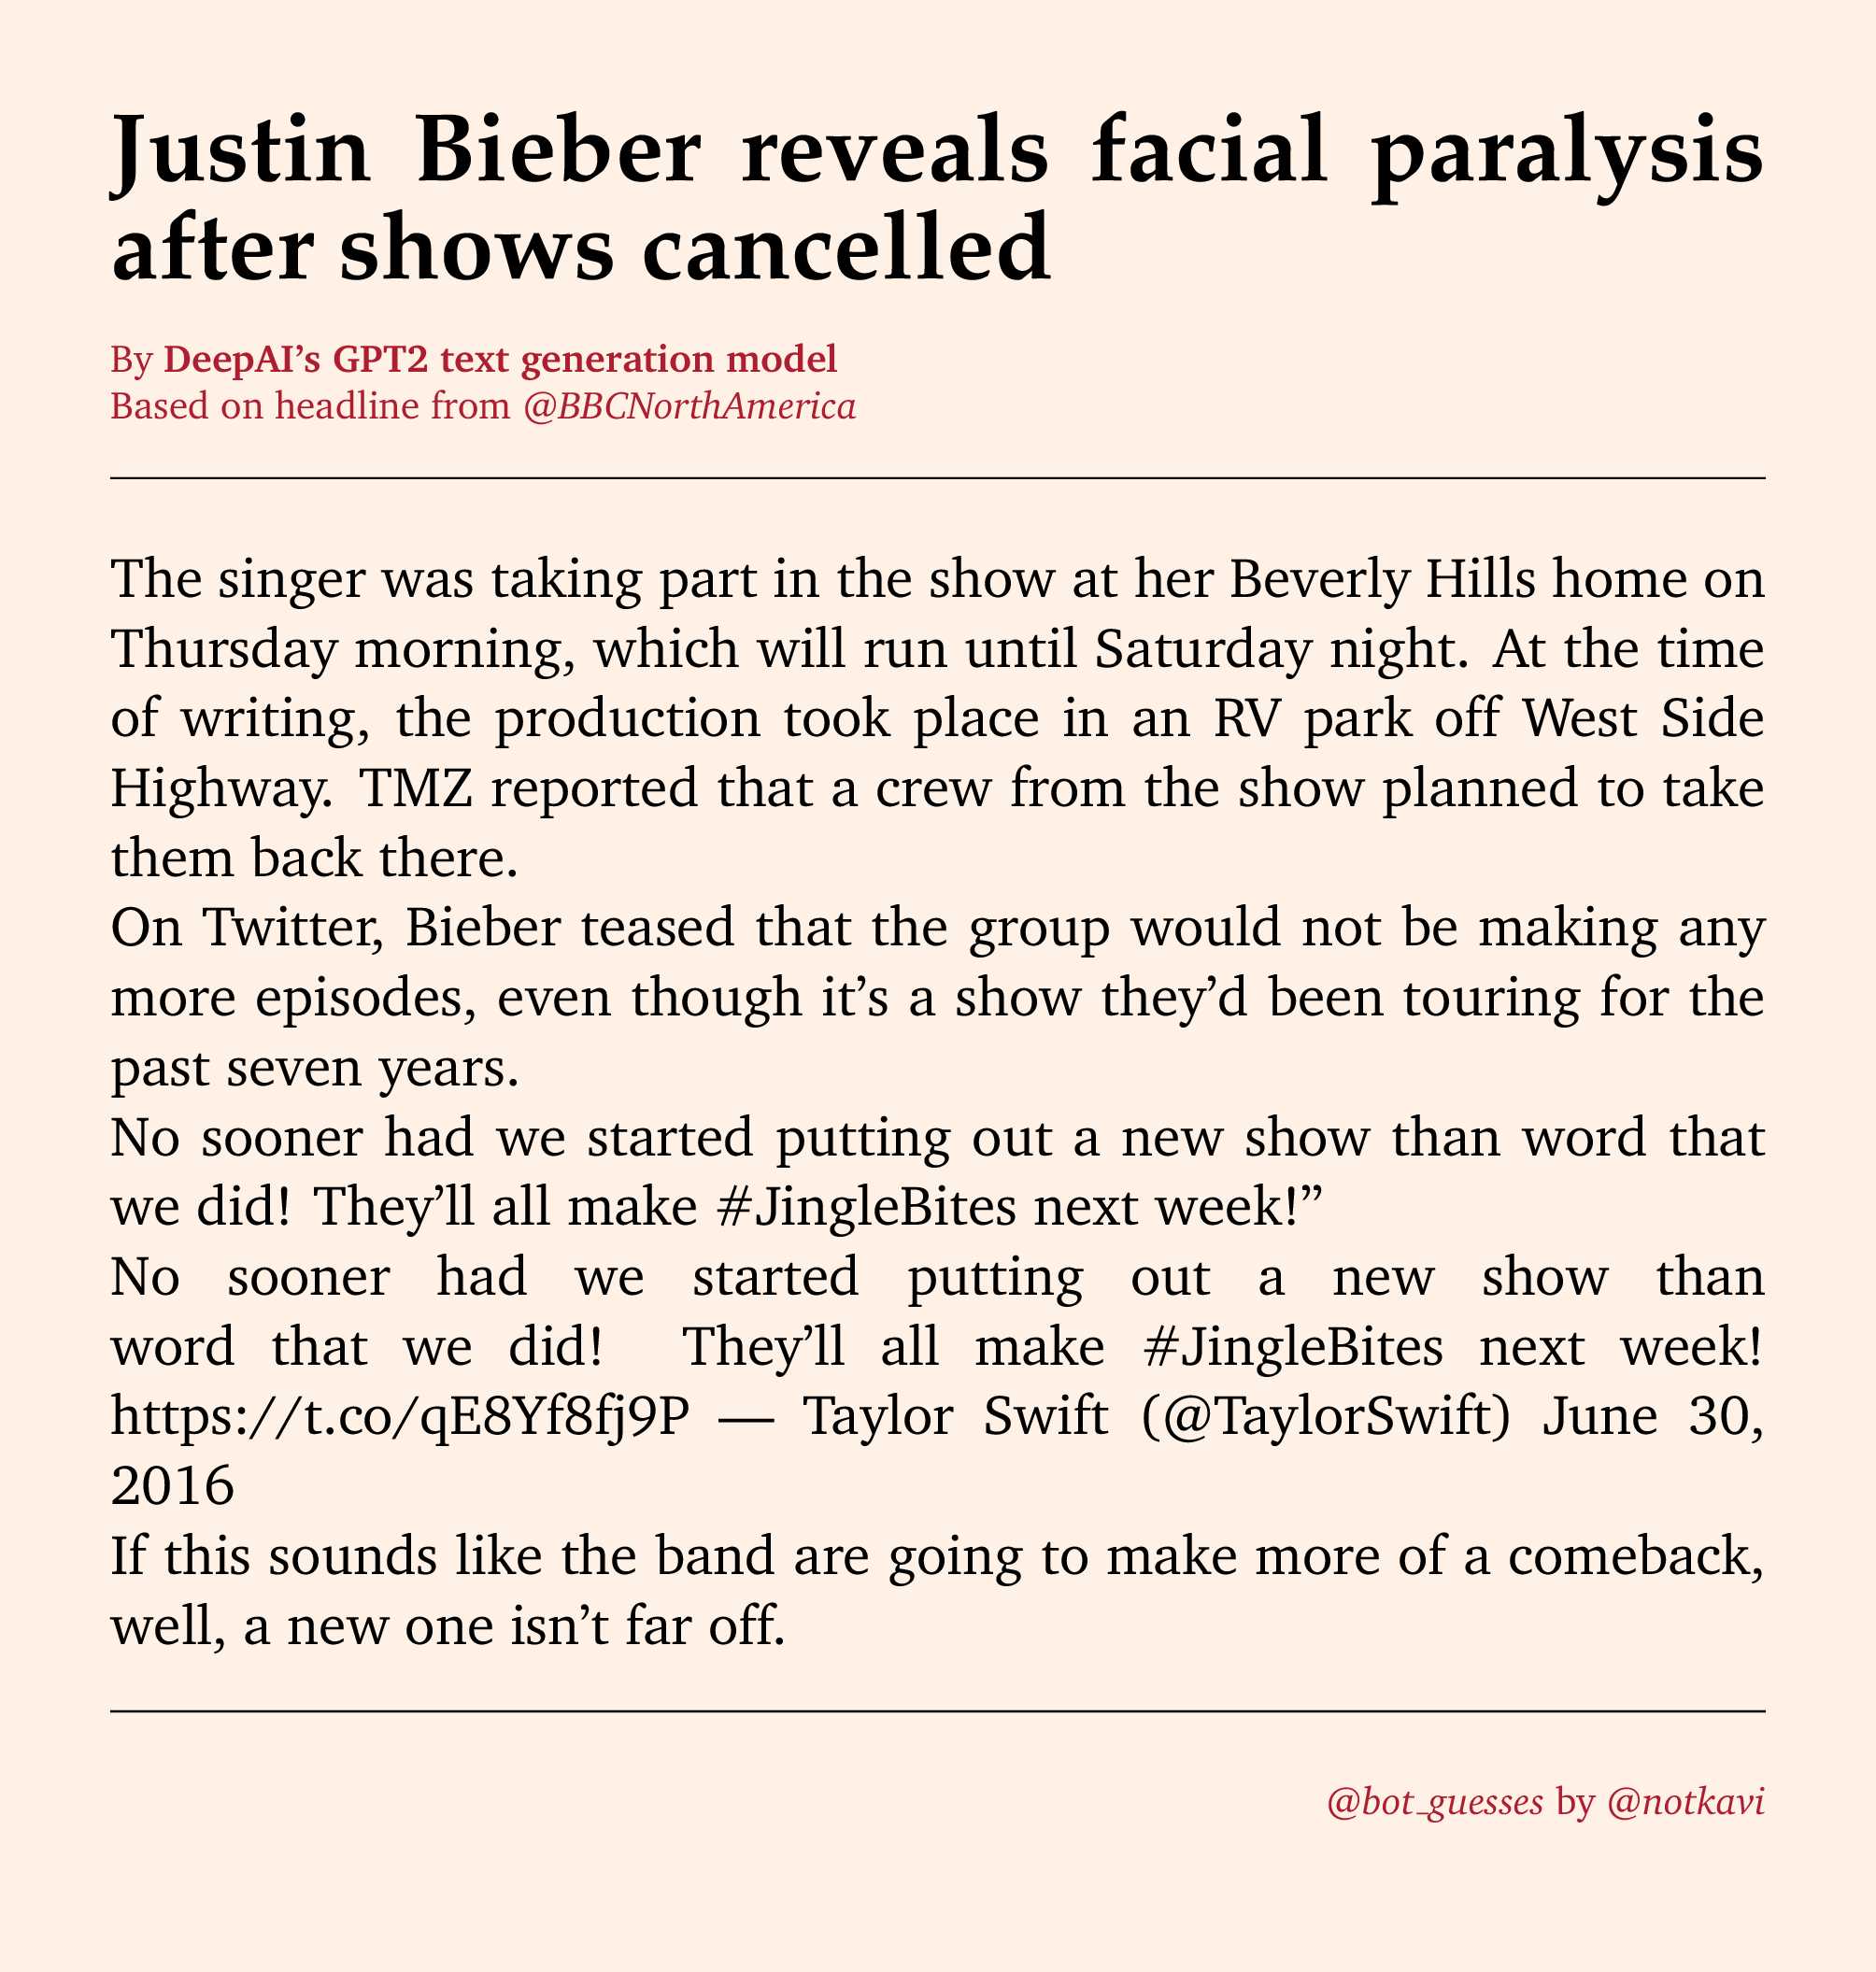 Justin Bieber reveals facial paralysis
after shows cancelled
By DeepAI’s GPT2 text generation model
Based on headline from @BBCNorthAmerica
The singer was taking part in the show at her Beverly Hills home on
Thursday morning, which will run until Saturday night. At the time
of writing, the production took place in an RV park off West Side
Highway. TMZ reported that a crew from the show planned to take
them back there.
On Twitter, Bieber teased that the group would not be making any
more episodes, even though it’s a show they’d been touring for the
past seven years.
No sooner had we started putting out a new show than word that
we did! They’ll all make #JingleBites next week!”
No sooner had we started putting out a new show than
word that we did! They’ll all make #JingleBites next week!
https://t.co/qE8Yf8fj9P — Taylor Swift (@TaylorSwift) June 30,
2016
If this sounds like the band are going to make more of a comeback,
well, a new one isn’t far off.
@bot_guesses by @notkavi